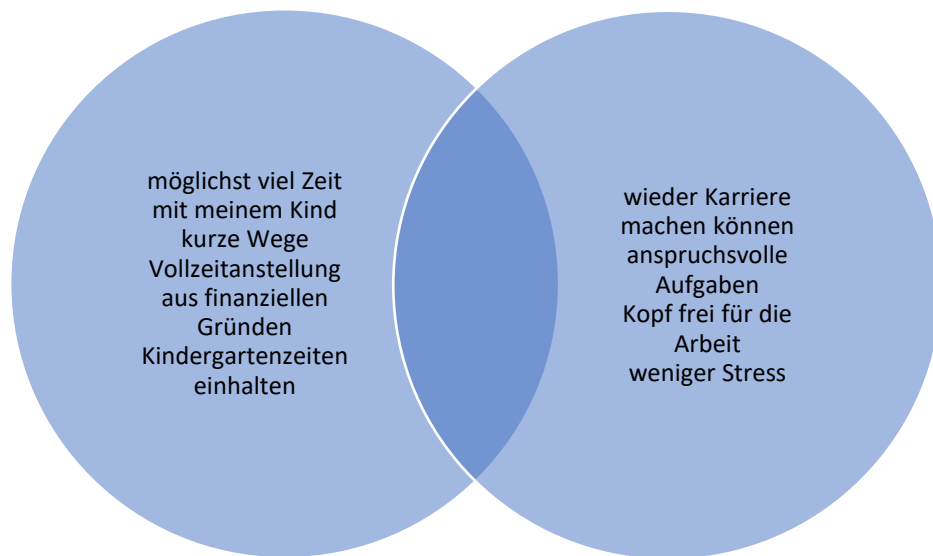 möglichst viel Zeit
mit meinem Kind
kurze Wege
Vollzeitanstellung
aus finanziellen
Gründen
Kindergartenzeiten
einhalten
wieder Karriere
machen können
anspruchsvolle
Aufgaben
Kopf frei für die
Arbeit
weniger Stress